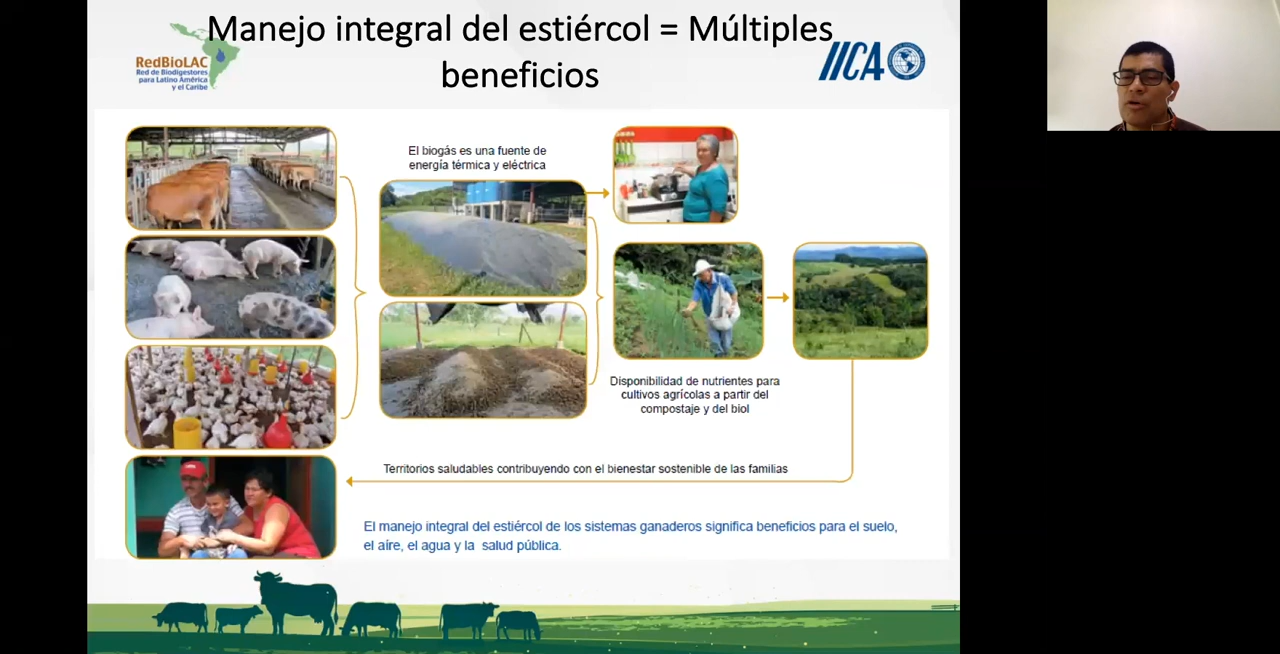 Manejo integral del estiércol = Múltiples
beneficios
RedBioLAC
Red de Biodigestores
para Latino América
y el Caribe
IICA
El biogás es una fuente de
energía térmica y eléctrica
Disponibilidad de nutrientes para
cultivos agrícolas a partir del
compostaje y del biol
Territorios saludables contribuyendo con el bienestar sostenible de las familias
El manejo integral del estiércol de los sistemas ganaderos significa beneficios para el suelo,
el aíre, el agua y la salud pública.